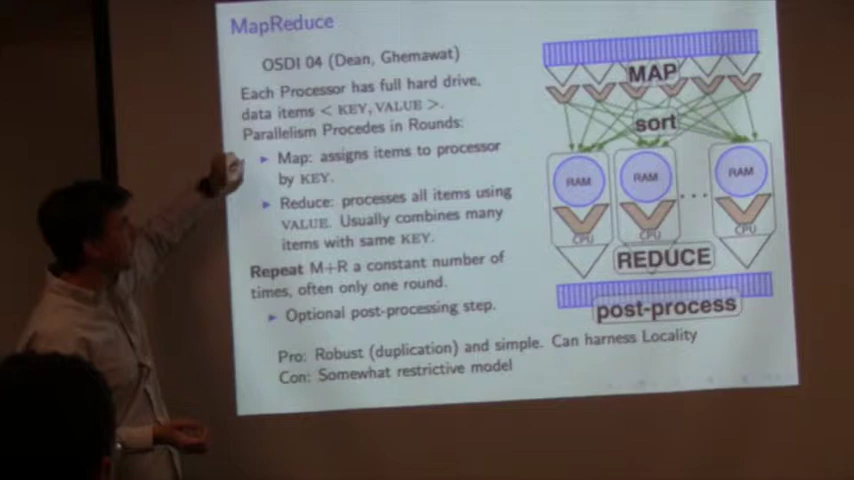 MapReduce
OSDI 04 (Dean, Ghemawat)
Each Processor has full hard drive,
data items < KEY, VALUE >.
Parallelism Procedes in Rounds:
Map: assigns items to processor
by KEY.
Reduce: processes all items using
VALUE. Usually combines many
items with same KEY.
Repeat M+R a constant number of
times, often only one round.
Optional post-processing step.
Pro: Robust (duplication) and simple. Can harness Locality
Con: Somewhat restrictive model
MAP
sort
RAM RAM RAM
CPU CPU CPU
REDUCE
post-process